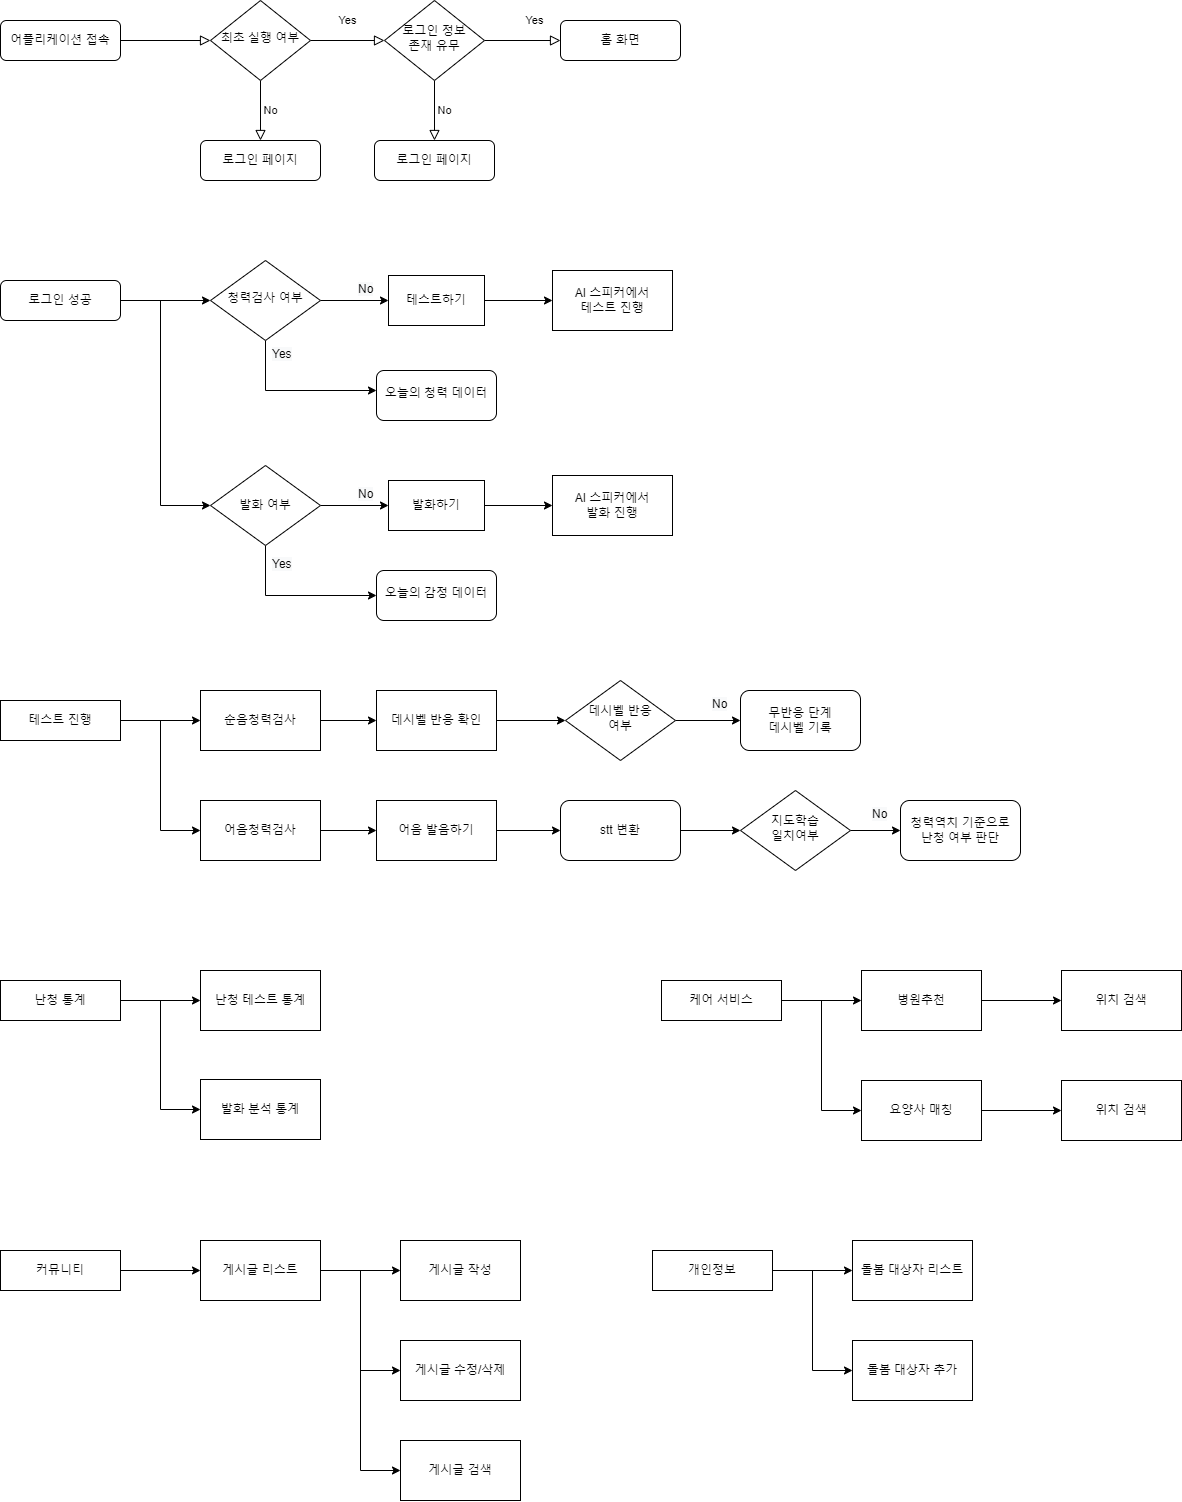 어플리케이션 접속
최초 실행 여부
Yes
로그인 정보
존재 유무
Yes
홈 화면
No
No
로그인 페이지
로그인 페이지
로그인 성공
청력검사 여부
No
테스트하기
AI 스피커에서
테스트 진행
Yes
오늘의 청력 데이터
발화 여부
No
발화하기
AI 스피커에서
발화 진행
Yes
오늘의 감정 데이터
테스트 진행
순음청력검사
데시벨 반응 확인
데시벨 반응
여부
No
무반응 단계
데시벨 기록
어음청력검사
어음 발음하기
stt 변환
지도학습
일치여부
No
청력역치 기준으로
난청 여부 판단
난청 통계
난청 테스트 통계
발화 분석 통계
케어 서비스
병원추천
위치 검색
요양사 매칭
위치 검색
커뮤니티
게시글 리스트
게시글 작성
게시글 수정/삭제
게시글 검색
개인정보
돌봄 대상자 리스트
돌봄 대상자 추가